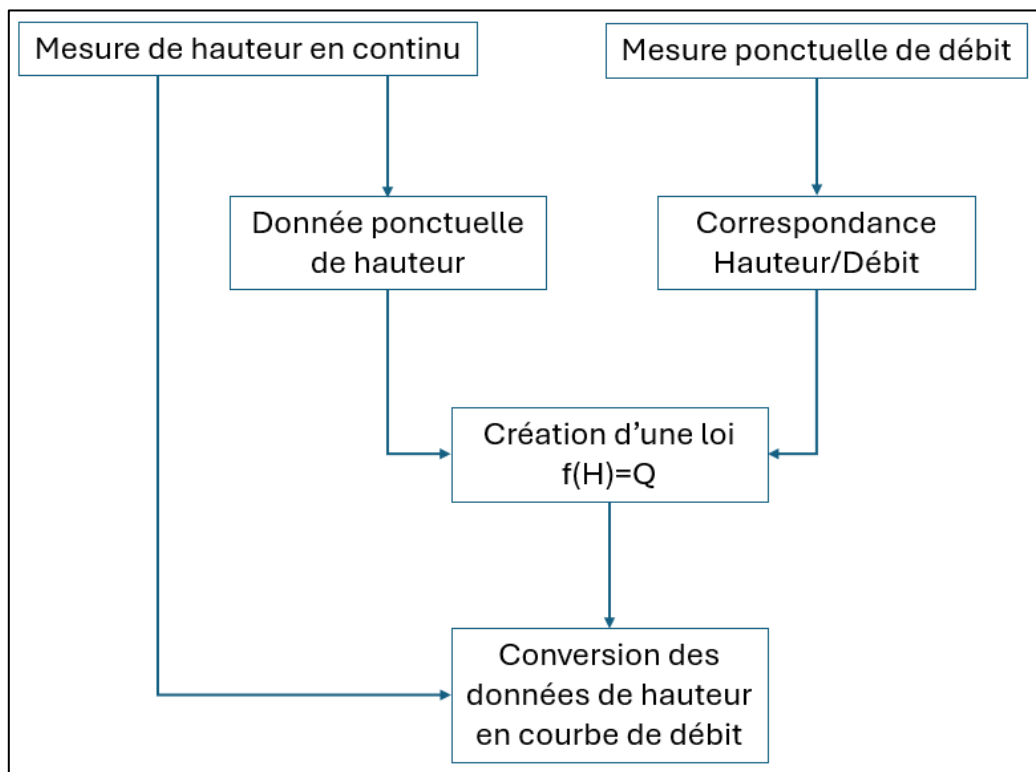 Mesure de hauteur en continu
Mesure ponctuelle de débit
Donnée ponctuelle
de hauteur
Correspondance
Hauteur/Débit
Création d’une loi
f(H)=Q
Conversion des
données de hauteur
en courbe de débit